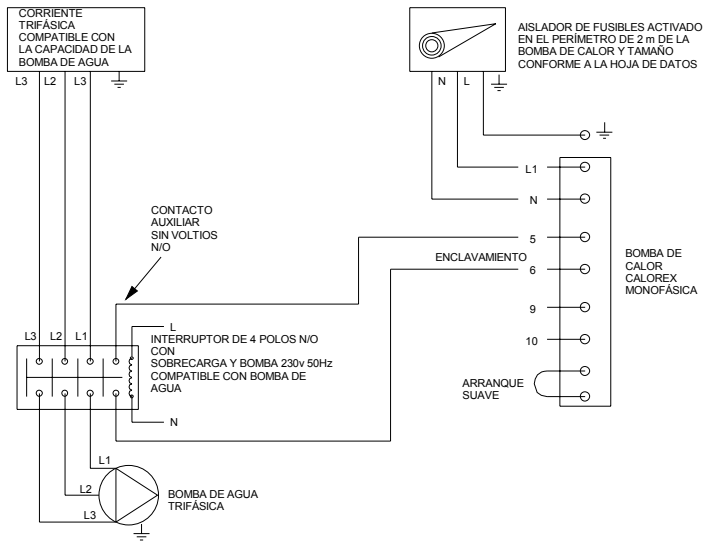 CORRIENTE
TRIFÁSICA
COMPATIBLE CON
LA CAPACIDAD DE LA
BOMBA DE AGUA
L3 L2 L3
AISLADOR DE FUSIBLES ACTIVADO
EN EL PERÍMETRO DE 2 m DE LA
BOMBA DE CALOR Y TAMAÑO
CONFORME A LA HOJA DE DATOS
N L
L1
N
5
ENCLAVAMIENTO 6
9
10
BOMBA DE
CALOR
CALOREX
MONOFÁSICA
ARRANQUE
SUAVE
CONTACTO
AUXILIAR
SIN VOLTIOS
N/O
L3 L2 L1
L
INTERRUPTOR DE 4 POLOS N/O
CON
SOBRECARGA Y BOMBA 230v 50Hz
COMPATIBLE CON BOMBA DE
AGUA
N
L1
L2
L3
BOMBA DE AGUA
TRIFÁSICA